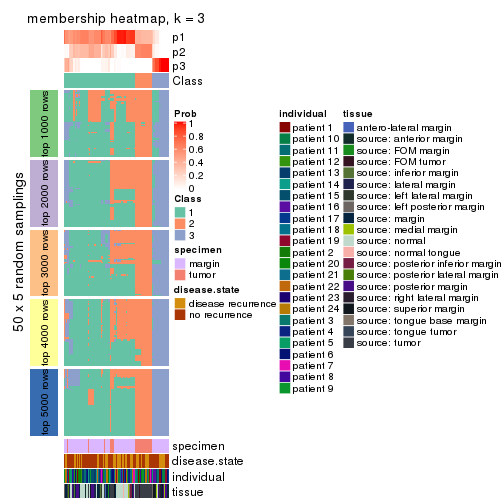 membership heatmap, k = 3
p1
p2
p3
Class
50 x 5 random samplings
top 1000 rows
top 2000 rows
top 3000 rows
top 4000 rows
top 5000 rows
specimen
disease.state
individual
tissue
Prob
1
0.8
0.6
0.4
0.2
0
Class
1
2
3
specimen
margin
tumor
disease.state
disease recurrence
no recurrence
individual
patient 1
patient 10
patient 11
patient 12
patient 13
patient 14
patient 15
patient 16
patient 17
patient 18
patient 19
patient 2
patient 20
patient 21
patient 22
patient 23
patient 24
patient 3
patient 4
patient 5
patient 6
patient 7
patient 8
patient 9
tissue
antero-lateral margin
source: anterior margin
source: FOM margin
source: FOM tumor
source: inferior margin
source: lateral margin
source: left lateral margin
source: left posterior margin
source: margin
source: medial margin
source: normal
source: normal tongue
source: posterior inferior margin
source: posterior lateral margin
source: posterior margin
source: right lateral margin
source: superior margin
source: tongue base margin
source: tongue tumor
source: tumor